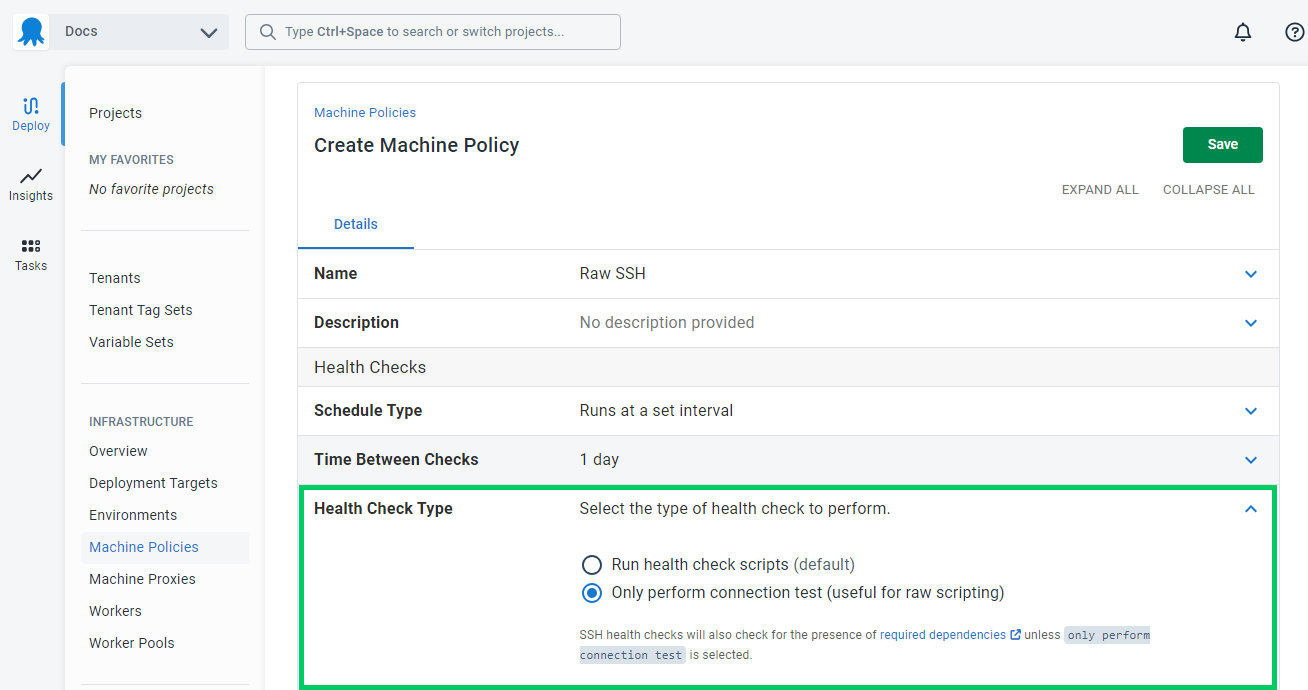 Docs
Type Ctrl+Space to search or switch projects...
Deploy
Insights
Tasks
Projects
MY FAVORITES
No favorite projects
Tenants
Tenant Tag Sets
Variable Sets
INFRASTRUCTURE
Overview
Deployment Targets
Environments
Machine Policies
Machine Proxies
Workers
Worker Pools
Machine Policies
Create Machine Policy
Save
EXPAND ALL COLLAPSE ALL
Details
Name Raw SSH
Description No description provided
Health Checks
Schedule Type Runs at a set interval
Time Between Checks 1 day
Health Check Type Select the type of health check to perform.
Run health check scripts (default)
Only perform connection test (useful for raw scripting)
SSH health checks will also check for the presence of required dependencies unless only perform
connection test is selected.